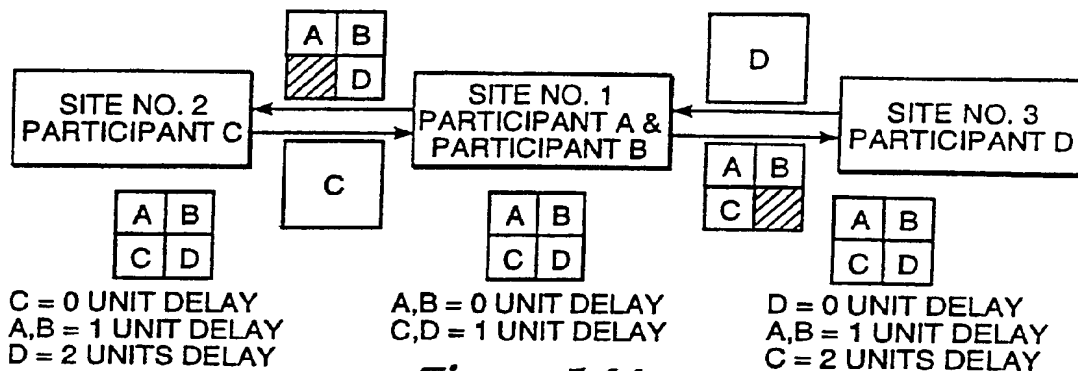 A B
D
SITE NO. 2
PARTICIPANT C
C
A B
C D
C = 0 UNIT DELAY
A,B = 1 UNIT DELAY
D = 2 UNITS DELAY
SITE NO. 1
PARTICIPANT A &
PARTICIPANT B
A B
C D
A,B = 0 UNIT DELAY
C,D = 1 UNIT DELAY
D
A B
C
SITE NO. 3
PARTICIPANT D
A B
C D
D = 0 UNIT DELAY
A,B = 1 UNIT DELAY
C = 2 UNITS DELAY